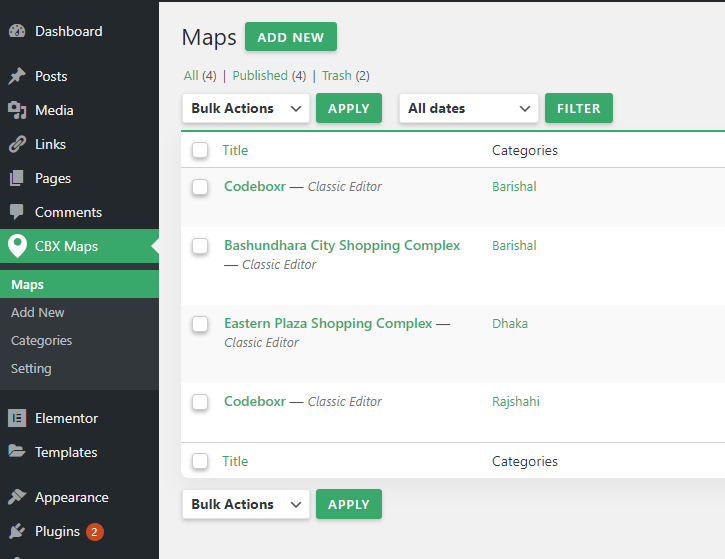 Dashboard
Posts
Media
Links
Pages
Comments
CBX Maps
Maps
Add New
Categories
Setting
Elementor
Templates
Appearance
Plugins 2
Maps ADD NEW
All (4) | Published (4) | Trash (2)
Bulk Actions APPLY All dates FILTER
Title Categories
Codeboxr — Classic Editor Barishal
Bashundhara City Shopping Complex Barishal
— Classic Editor
Eastern Plaza Shopping Complex — Dhaka
Classic Editor
Codeboxr — Classic Editor Rajshahi
Title Categories
Bulk Actions APPLY